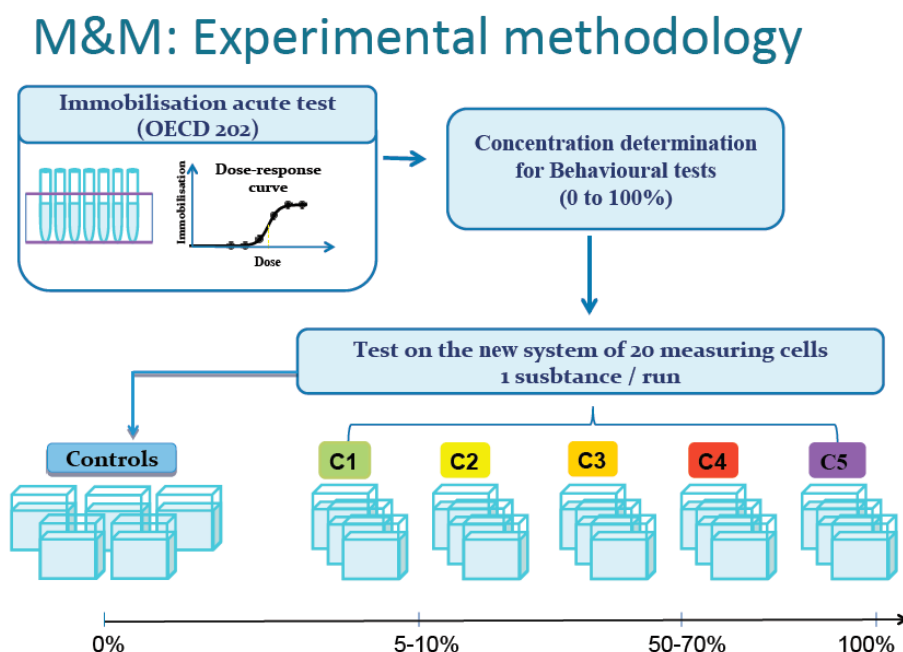 M&M: Experimental methodology
Immobilisation acute test
(OECD 202)
Dose-response
curve
Immobilisation
Dose
Concentration determination
for Behavioural tests
(0 to 100%)
Test on the new system of 20 measuring cells
1 susbtance / run
Controls
C1
C2
C3
C4
C5
0%
5-10%
50-70%
100%